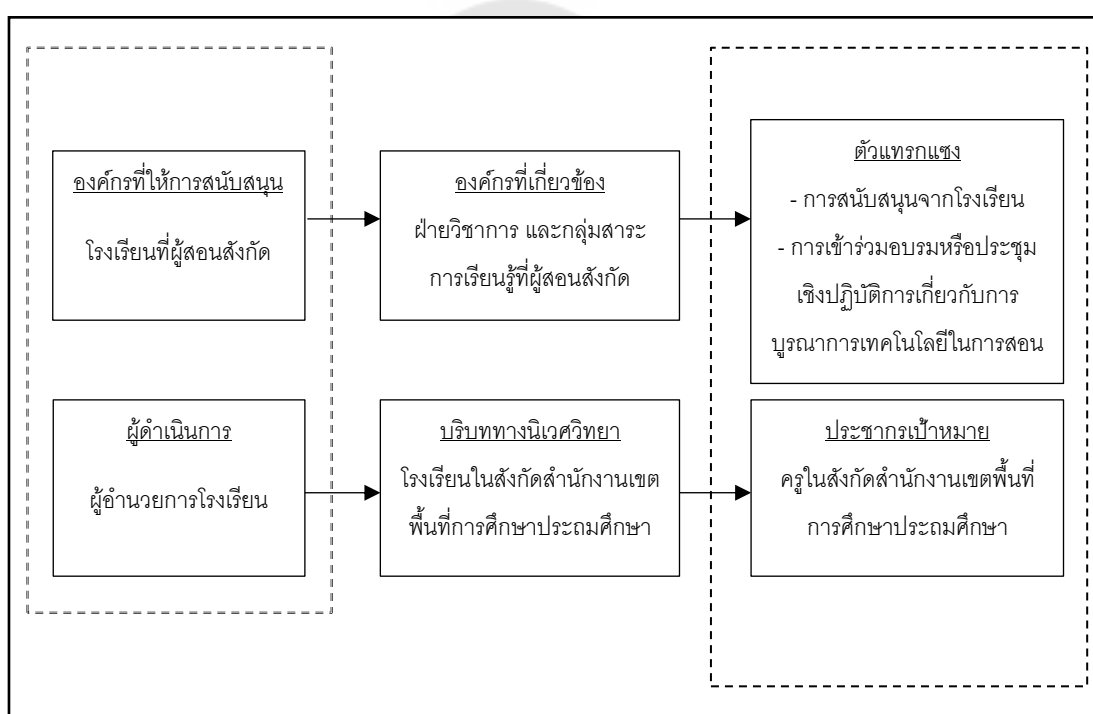 องค์กรที่ให้การสนับสนุน
โรงเรียนที่ผู้สอนสังกัด
องค์กรที่เกี่ยวข้อง
ฝ่ายวิชาการ และกลุ่มสาระ
การเรียนรู้ที่ผู้สอนสังกัด
ตัวแทรกแซง
- การสนับสนุนจากโรงเรียน
- การเข้าร่วมอบรมหรือประชุม
เชิงปฏิบัติการเกี่ยวกับการ
บูรณาการเทคโนโลยีในการสอน
ผู้ดำเนินการ
ผู้อำนวยการโรงเรียน
บริบททางนิเวศวิทยา
โรงเรียนในสังกัดสำนักงานเขต
พื้นที่การศึกษาประถมศึกษา
ประชากรเป้าหมาย
ครูในสังกัดสำนักงานเขตพื้นที่
การศึกษาประถมศึกษา